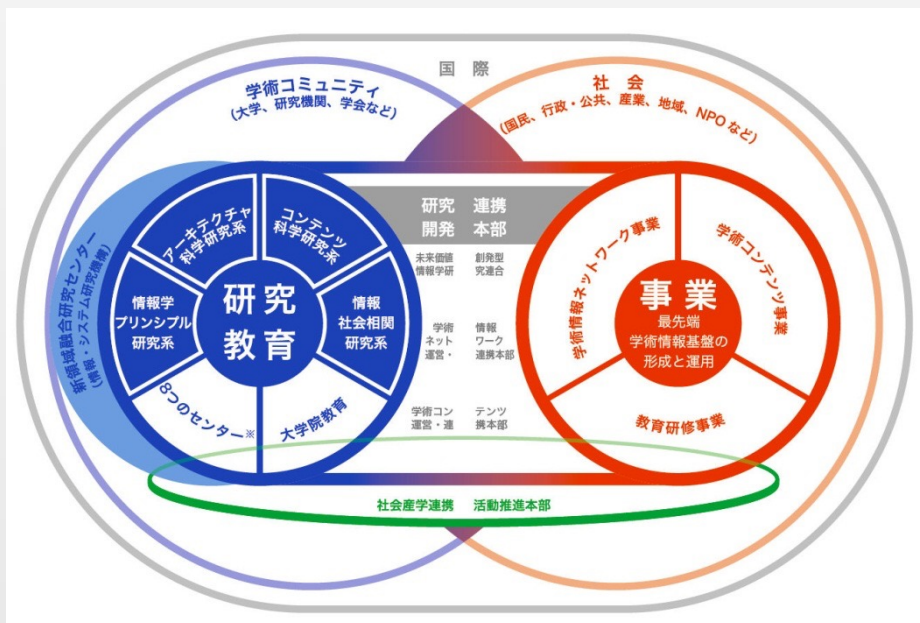 国 際
学術コミュニティ
(大学、研究機関、学会など)
社 会
(国民、行政・公共、産業、地域、NPO など)
新領域融合研究センター
(情報・システム研究機構)
アーキテクチャ
科学研究系
コンテンツ
科学研究系
情報学
プリンシプル
研究系
研 究
教 育
情報
社会相関
研究系
8つのセンター※
大学院教育
研究 連携
開発 本部
未来価値 創発型
情報学研 究連合
学術 情報
ネット ワーク
運営・ 連携本部
学術コン テンツ
運営・連 携本部
学術情報ネットワーク事業
学術コンテンツ事業
事 業
最先端
学術情報基盤の
形成と運用
教育研修事業
社会産学連携 活動推進本部